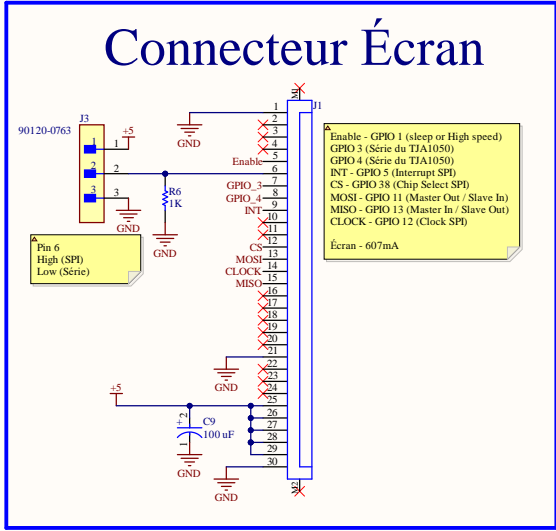 Connecteur Écran
J3
90120-0763
1
2
3
1
2
3
+5
GND
R6
1K
GND
Pin 6
High (SPI)
Low (Série)
M1
J1
1
GND
2
3
4
Enable 5
6
GPIO_3 7
GPIO_4 8
INT 9
10
11
CS 12
MOSI 13
CLOCK 14
MISO 15
16
17
18
19
20
21
GND
22
23
24
25
26
27
28
29
30
GND
M2
+5
+
2
1
C9
100 uF
GND
Enable - GPIO 1 (sleep or High speed)
GPIO 3 (Série du TJA1050)
GPIO 4 (Série du TJA1050)
INT - GPIO 5 (Interrupt SPI)
CS - GPIO 38 (Chip Select SPI)
MOSI - GPIO 11 (Master Out / Slave In)
MISO - GPIO 13 (Master In / Slave Out)
CLOCK - GPIO 12 (Clock SPI)
Écran - 607mA